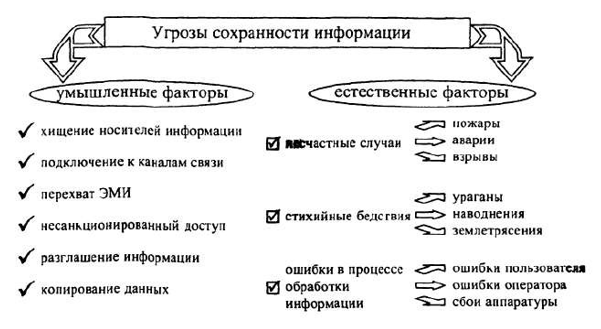 Угрозы сохранности информации
умышленные факторы
хищение носителей информации
подключение к каналам связи
перехват ЭМИ
несанкционированный доступ
разглашение информации
копирование данных
естественные факторы
несчастные случаи
пожары
аварии
взрывы
стихийные бедствия
ураганы
наводнения
землетрясения
ошибки в процессе
обработки
информации
ошибки пользователя
ошибки оператора
сбои аппаратуры